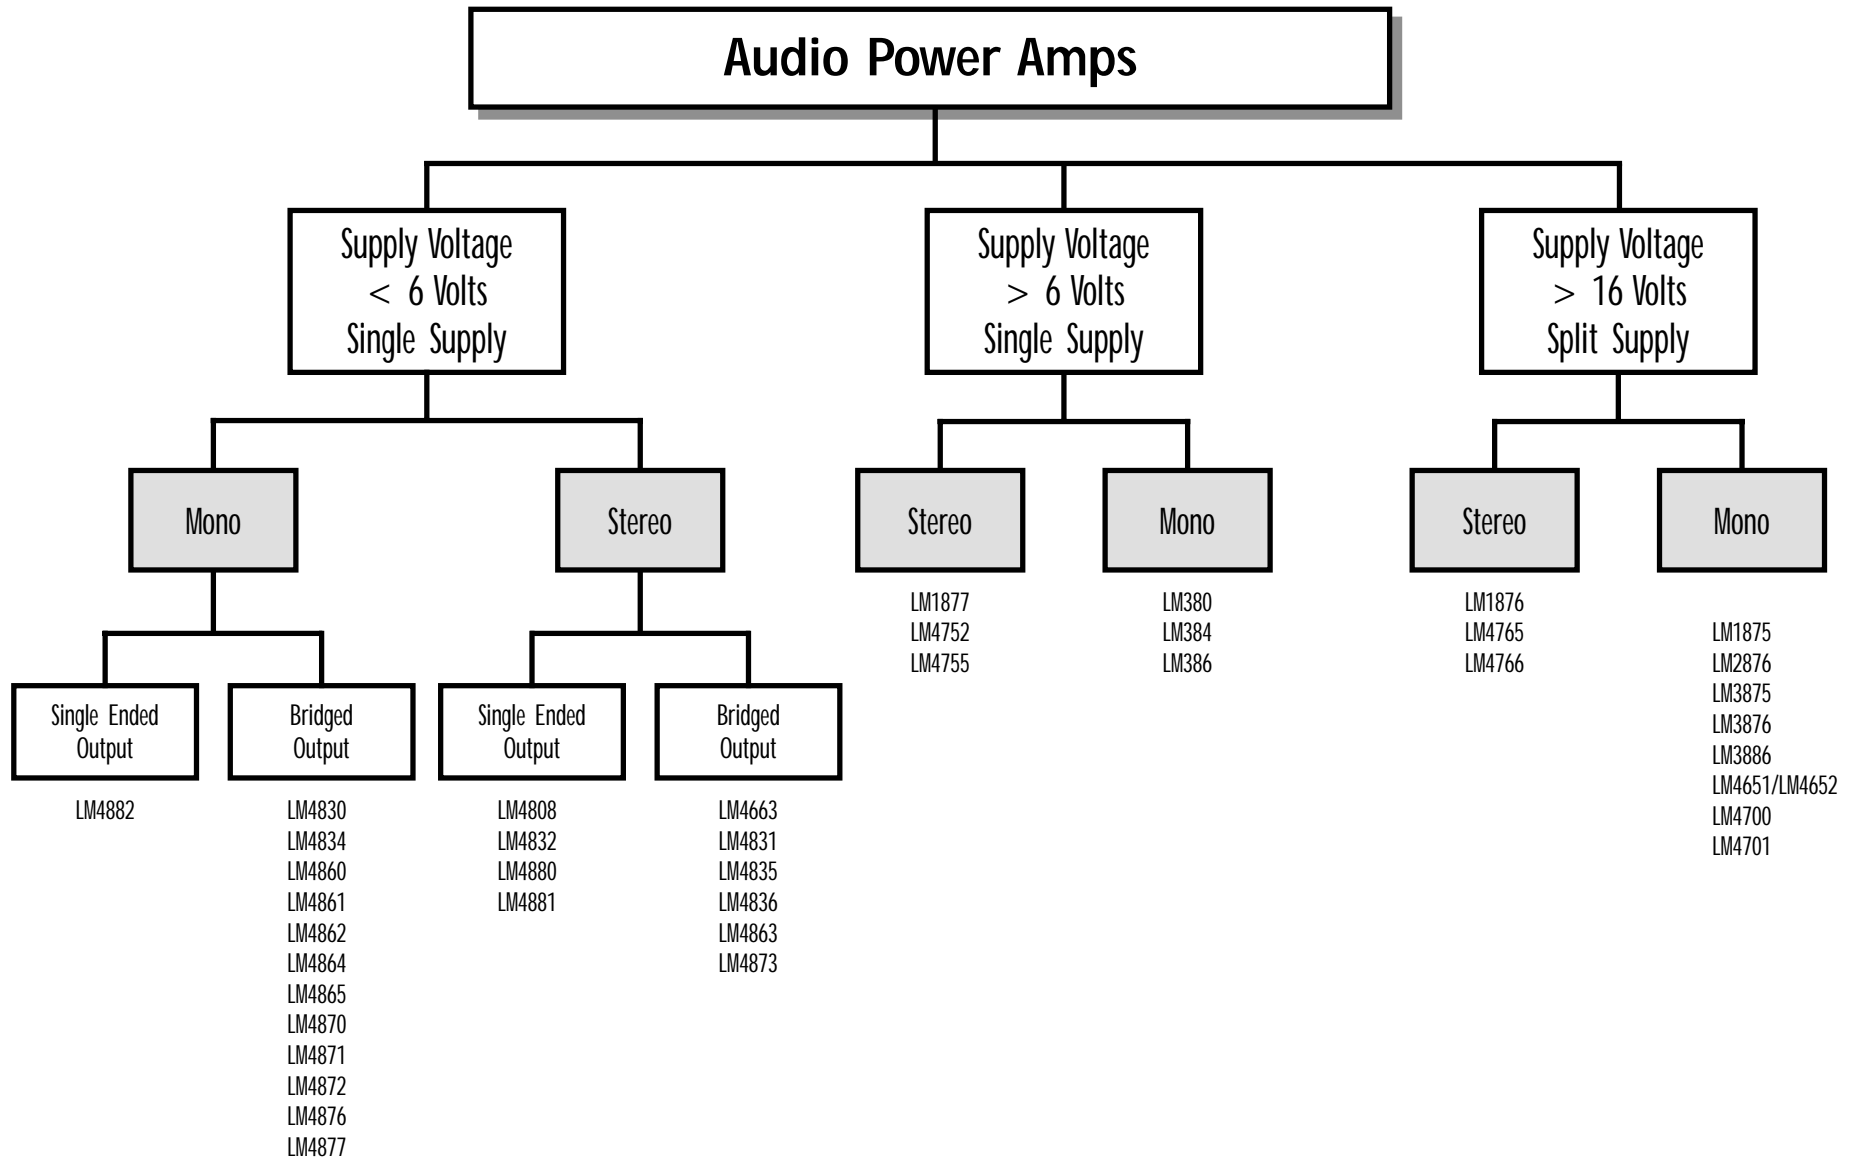 Audio Power Amps
Supply Voltage
< 6 Volts
Single Supply
Supply Voltage
> 6 Volts
Single Supply
Supply Voltage
> 16 Volts
Split Supply
Mono
Stereo
Stereo
Mono
Stereo
Mono
LM1877
LM4752
LM4755
LM380
LM384
LM386
LM1876
LM4765
LM4766
LM1875
LM2876
LM3875
LM3876
LM3886
LM4651/LM4652
LM4700
LM4701
Single Ended
Output
Bridged
Output
Single Ended
Output
Bridged
Output
LM4882
LM4830
LM4834
LM4860
LM4861
LM4862
LM4864
LM4865
LM4870
LM4871
LM4872
LM4876
LM4877
LM4808
LM4832
LM4880
LM4881
LM4663
LM4831
LM4835
LM4836
LM4863
LM4873